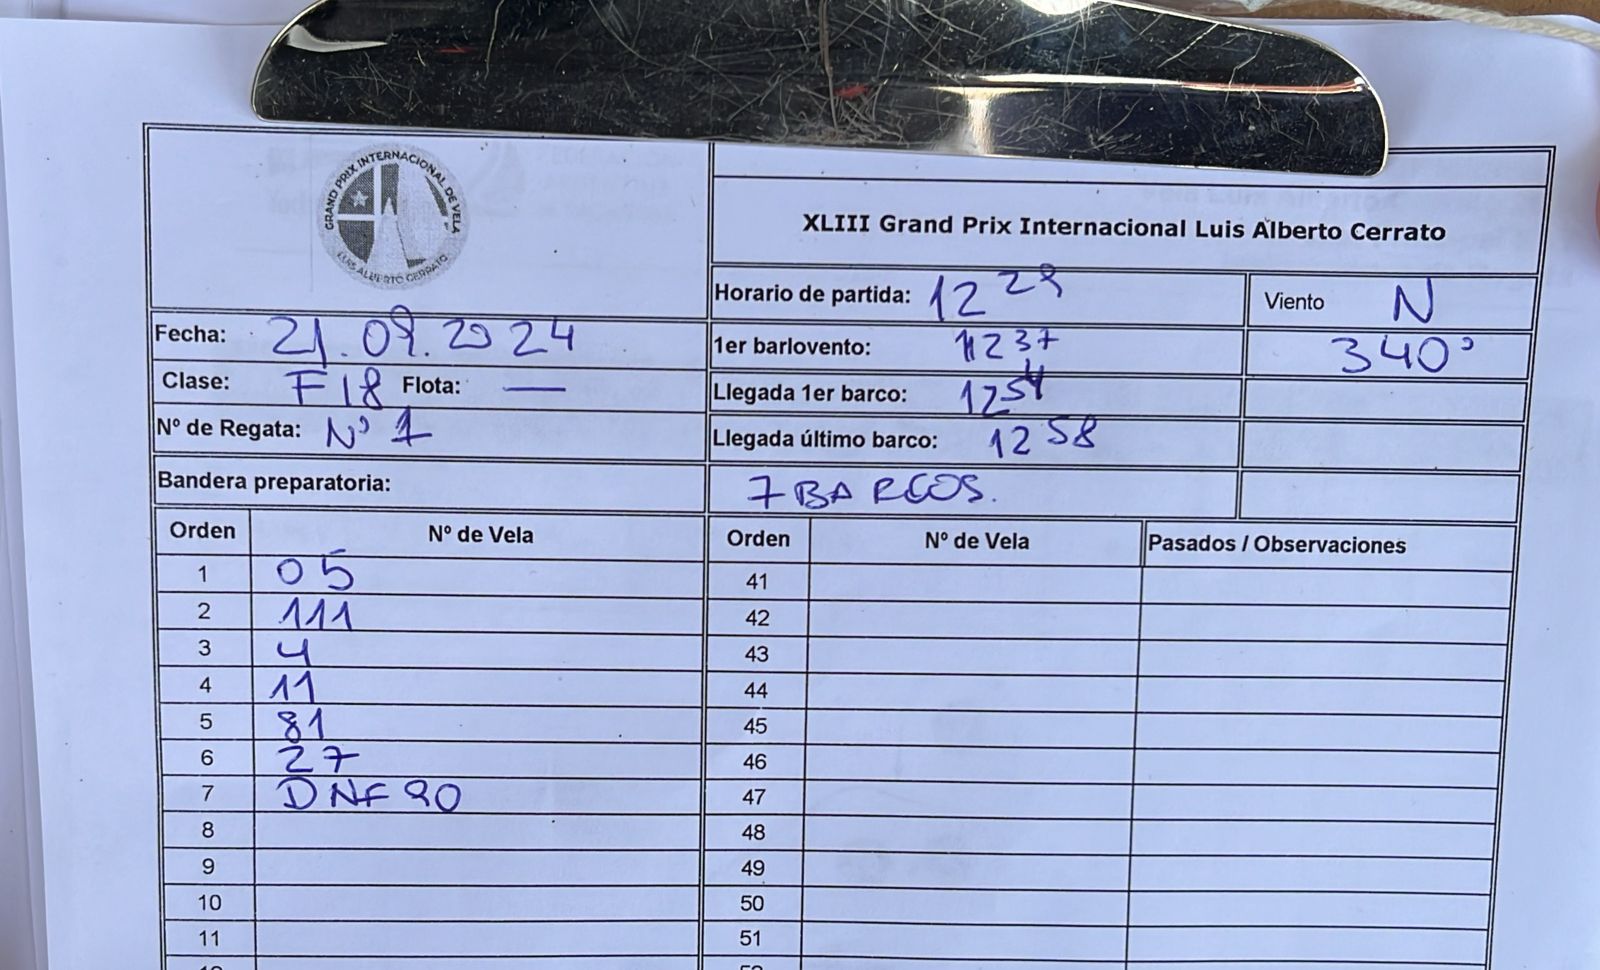 GRAND PRIX INTERNACIONAL DE VELA
LUIS ALBERTO CERRATO
XLIII Grand Prix Internacional Luis Alberto Cerrato
Horario de partida: 12 29
Viento N
Fecha: 21.09.2024
1er barlovento: 1237
340°
Clase: F18 Flota: —
Llegada 1er barco: 1254
Nº de Regata: Nº 1
Llegada último barco: 12 58
Bandera preparatoria:
7 BARCOS.
Orden Nº de Vela Orden Nº de Vela Pasados / Observaciones
1 05 41
2 111 42
3 4 43
4 11 44
5 81 45
6 27 46
7 DNF 90 47
8 48
9 49
10 50
11 51